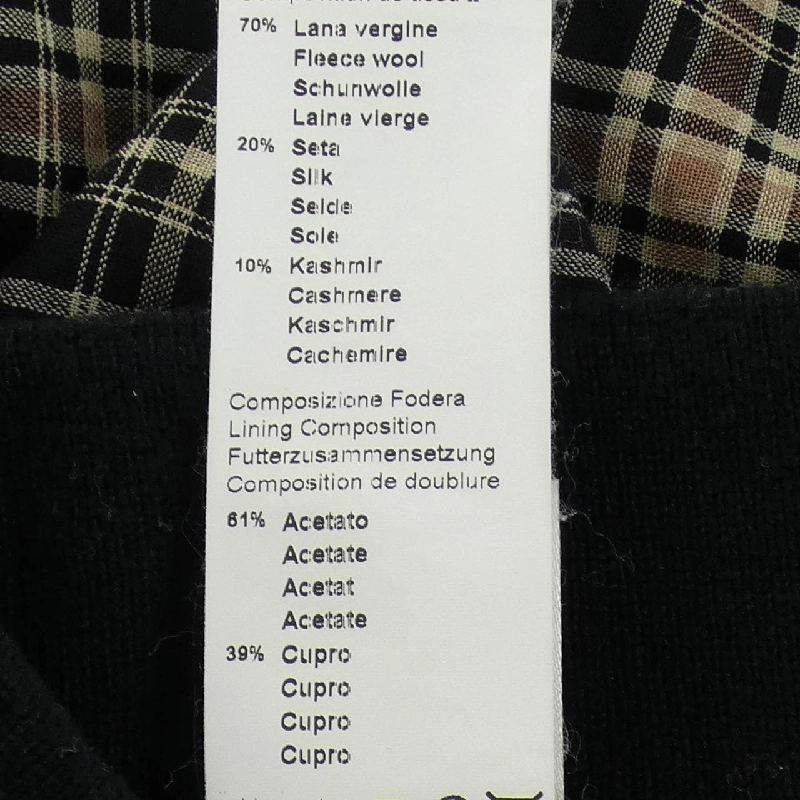 70% Lana vergine
Fleece wool
Schurwolle
Laine vierge
20% Seta
Silk
Seide
Soie
10% Kashmir
Cashmere
Kaschmir
Cachemire
Composizione Fodera
Lining Composition
Futterzusammensetzung
Composition de doublure
61% Acetato
Acetate
Acetat
Acetate
39% Cupro
Cupro
Cupro
Cupro